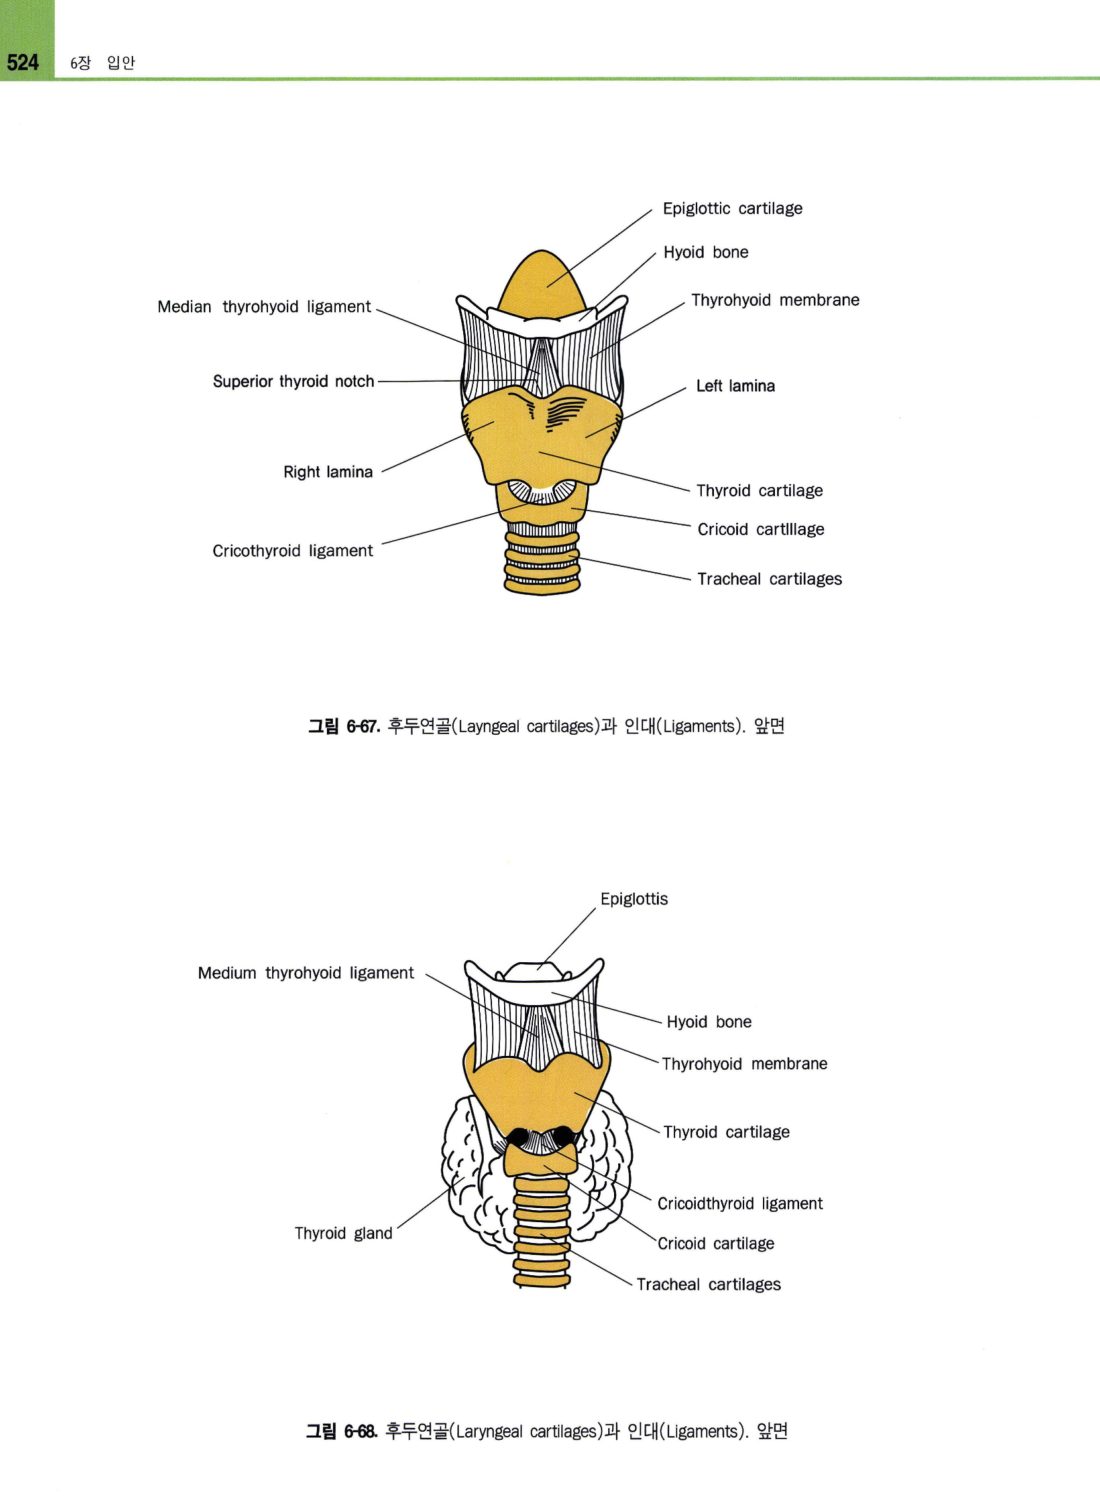 524 6장 입안
Epiglottic cartilage
Hyoid bone
Median thyrohyoid ligament
Thyrohyoid membrane
Superior thyroid notch
Left lamina
Right lamina
Thyroid cartilage
Cricoid cartlllage
Cricothyroid ligament
Tracheal cartilages
그림 6-67. 후두연골(Layngeal cartilages)과 인대(Ligaments). 앞면
Epiglottis
Medium thyrohyoid ligament
Hyoid bone
Thyrohyoid membrane
Thyroid cartilage
Cricoidthyroid ligament
Thyroid gland
Cricoid cartilage
Tracheal cartilages
그림 6-68. 후두연골(Laryngeal cartilages)과 인대(Ligaments). 앞면